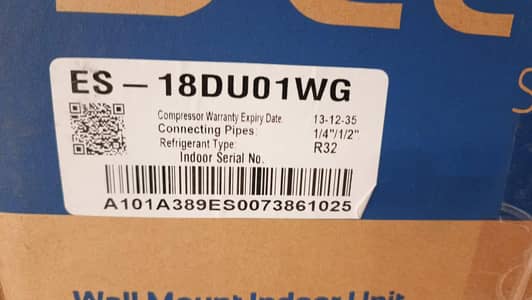 ES – 18DU01WG
Compressor Warranty Expiry Date: 13-12-35
Connecting Pipes: 1/4"/1/2"
Refrigerant Type: R32
Indoor Serial No.
A101A389ES0073861025
Wall Mount Indoor Unit